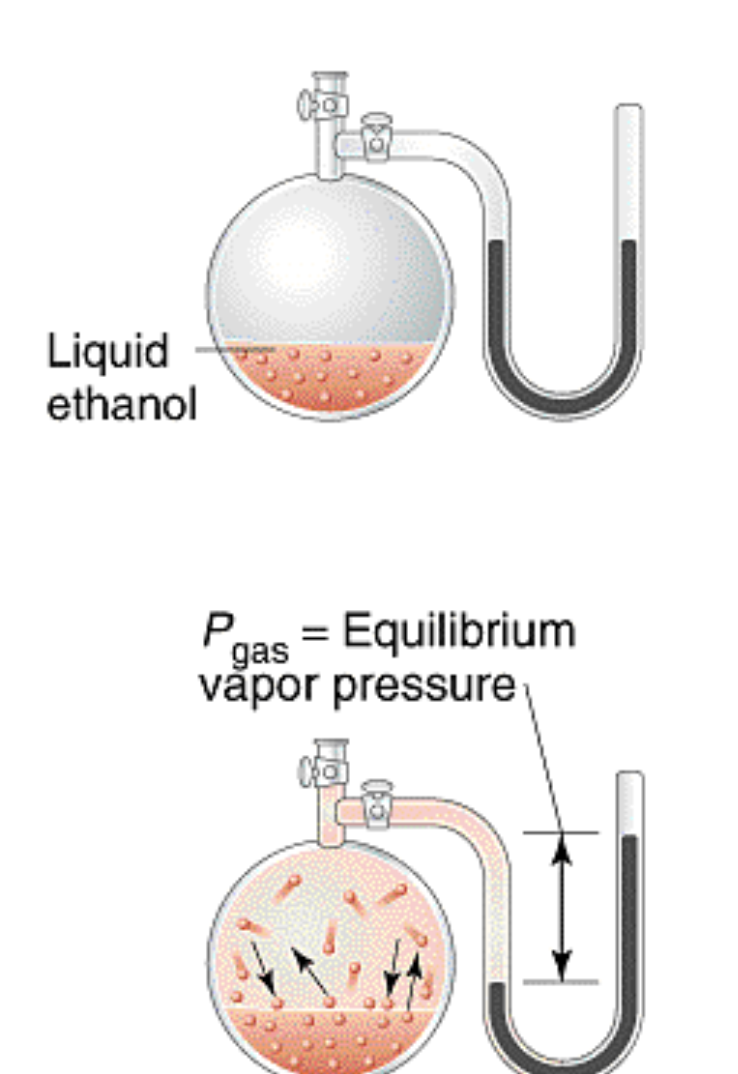 Liquid
ethanol
Pgas = Equilibrium
vapor pressure